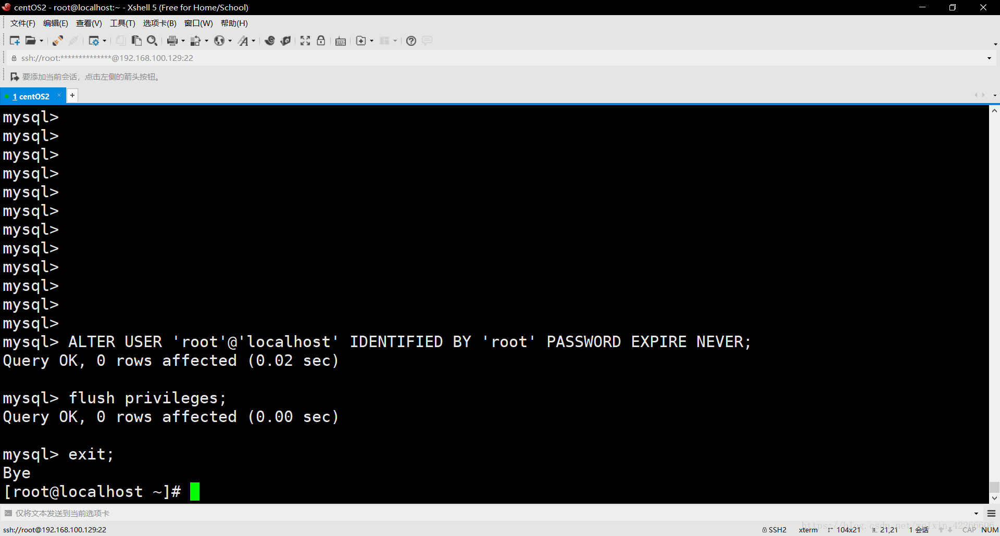 centOS2 - root@localhost:~ - Xshell 5 (Free for Home/School)
文件(F) 编辑(E) 查看(V) 工具(T) 选项卡(B) 窗口(W) 帮助(H)
ssh://root:**************@192.168.100.129:22
要添加当前会话，点击左侧的箭头按钮。
1 centOS2
mysql>
mysql>
mysql>
mysql>
mysql>
mysql>
mysql>
mysql>
mysql>
mysql>
mysql>
mysql>
mysql> ALTER USER 'root'@'localhost' IDENTIFIED BY 'root' PASSWORD EXPIRE NEVER;
Query OK, 0 rows affected (0.02 sec)
mysql> flush privileges;
Query OK, 0 rows affected (0.00 sec)
mysql> exit;
Bye
[root@localhost ~]#
仅将文本发送到当前选项卡
https://blog.csdn.net/weixin_42266606
ssh://root@192.168.100.129:22 SSH2 xterm 104x21 21,21 1 会话 CAP NUM